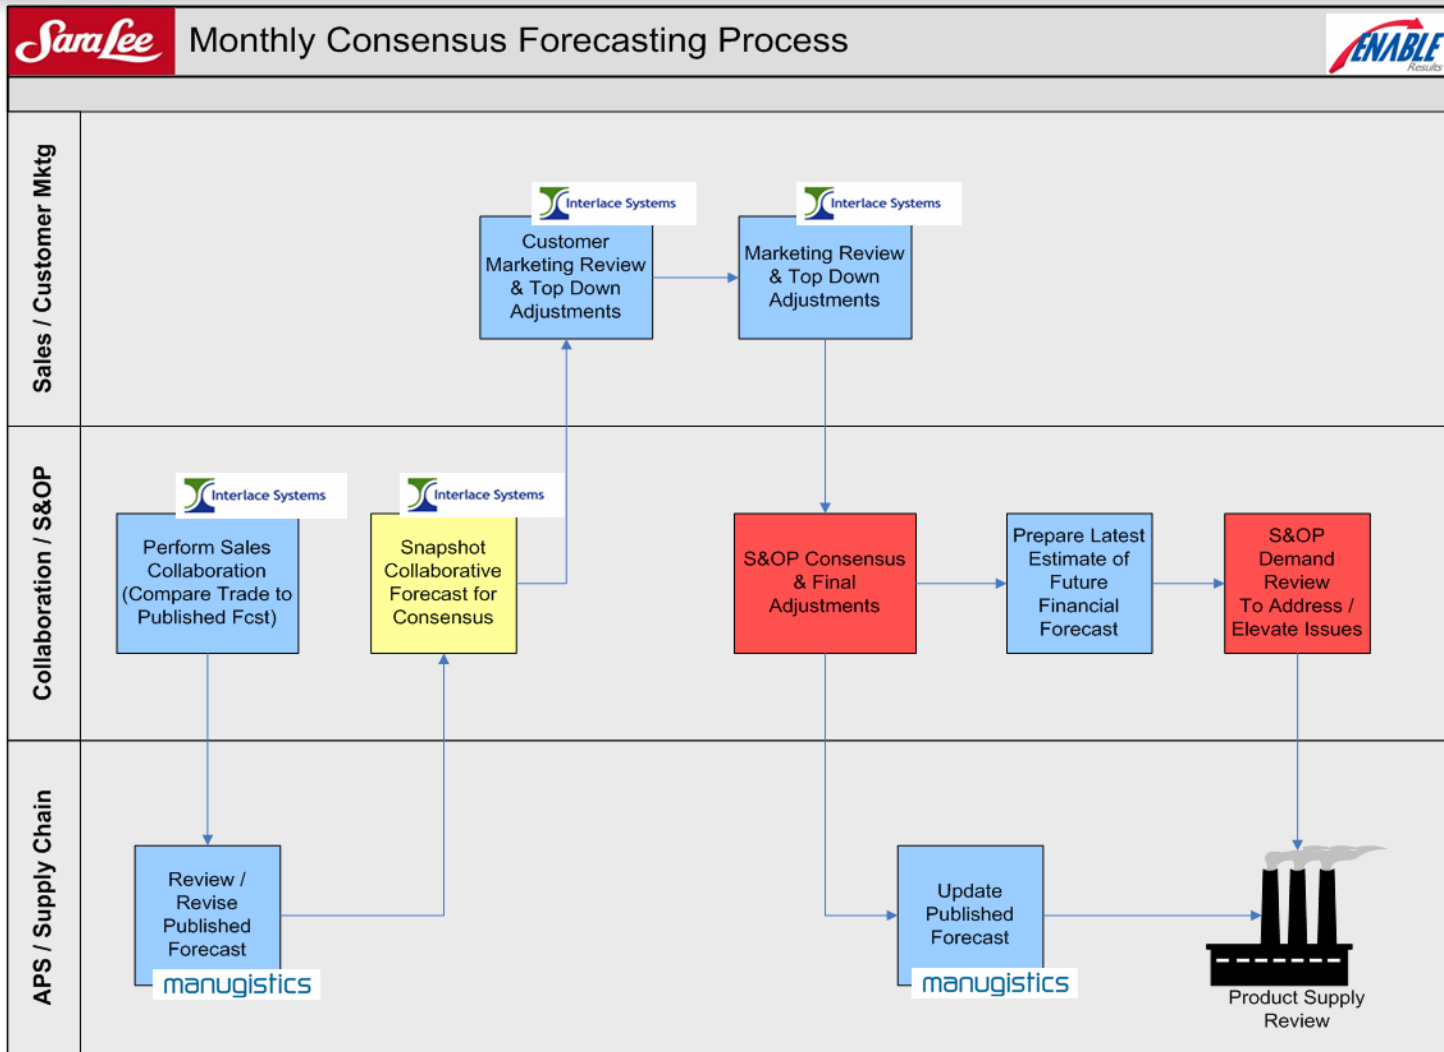 Sara Lee
Monthly Consensus Forecasting Process
ENABLE
Results
Sales / Customer Mktg
Interlace Systems
Customer
Marketing Review
& Top Down
Adjustments
Interlace Systems
Marketing Review
& Top Down
Adjustments
Collaboration / S&OP
Interlace Systems
Perform Sales
Collaboration
(Compare Trade to
Published Fcst)
Interlace Systems
Snapshot
Collaborative
Forecast for
Consensus
S&OP Consensus
& Final
Adjustments
Prepare Latest
Estimate of
Future
Financial
Forecast
S&OP
Demand
Review
To Address /
Elevate Issues
APS / Supply Chain
Review /
Revise
Published
Forecast
manugistics
Update
Published
Forecast
manugistics
Product Supply
Review